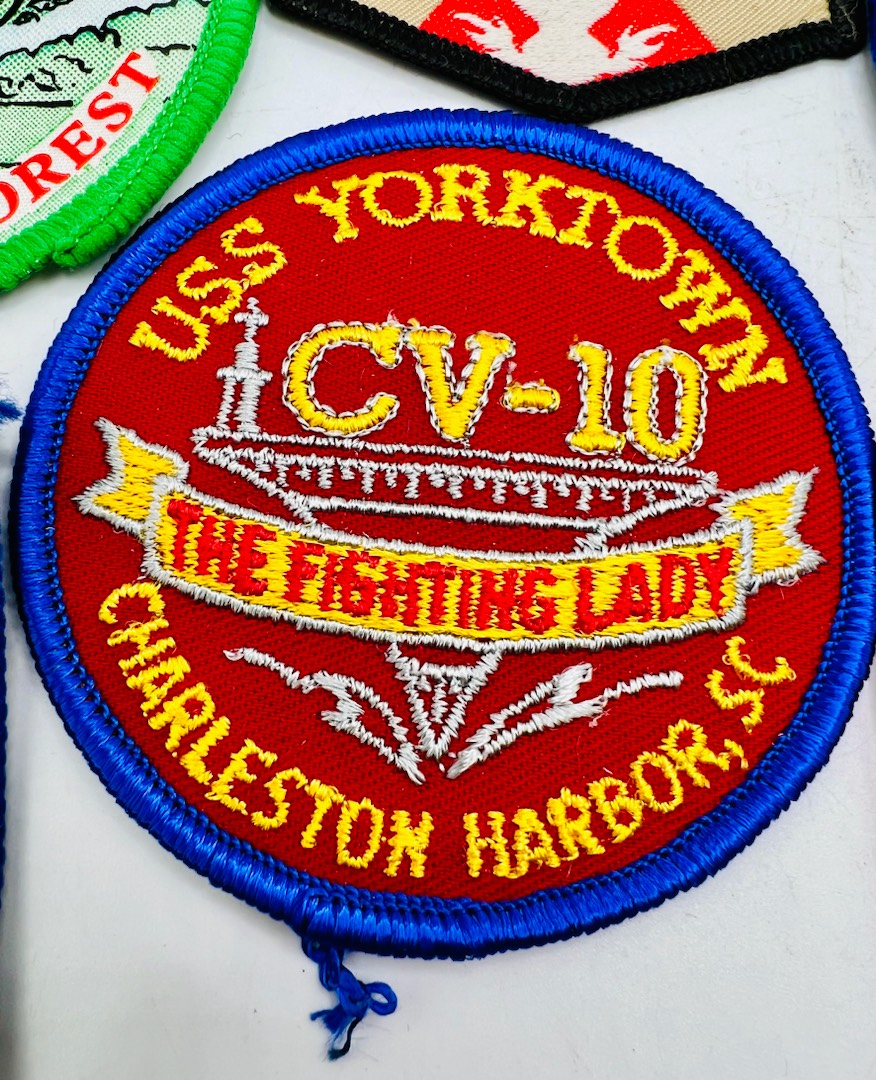 OREST
USS YORKTOWN
CV-10
THE FIGHTING LADY
CHARLESTON HARBOR, SC